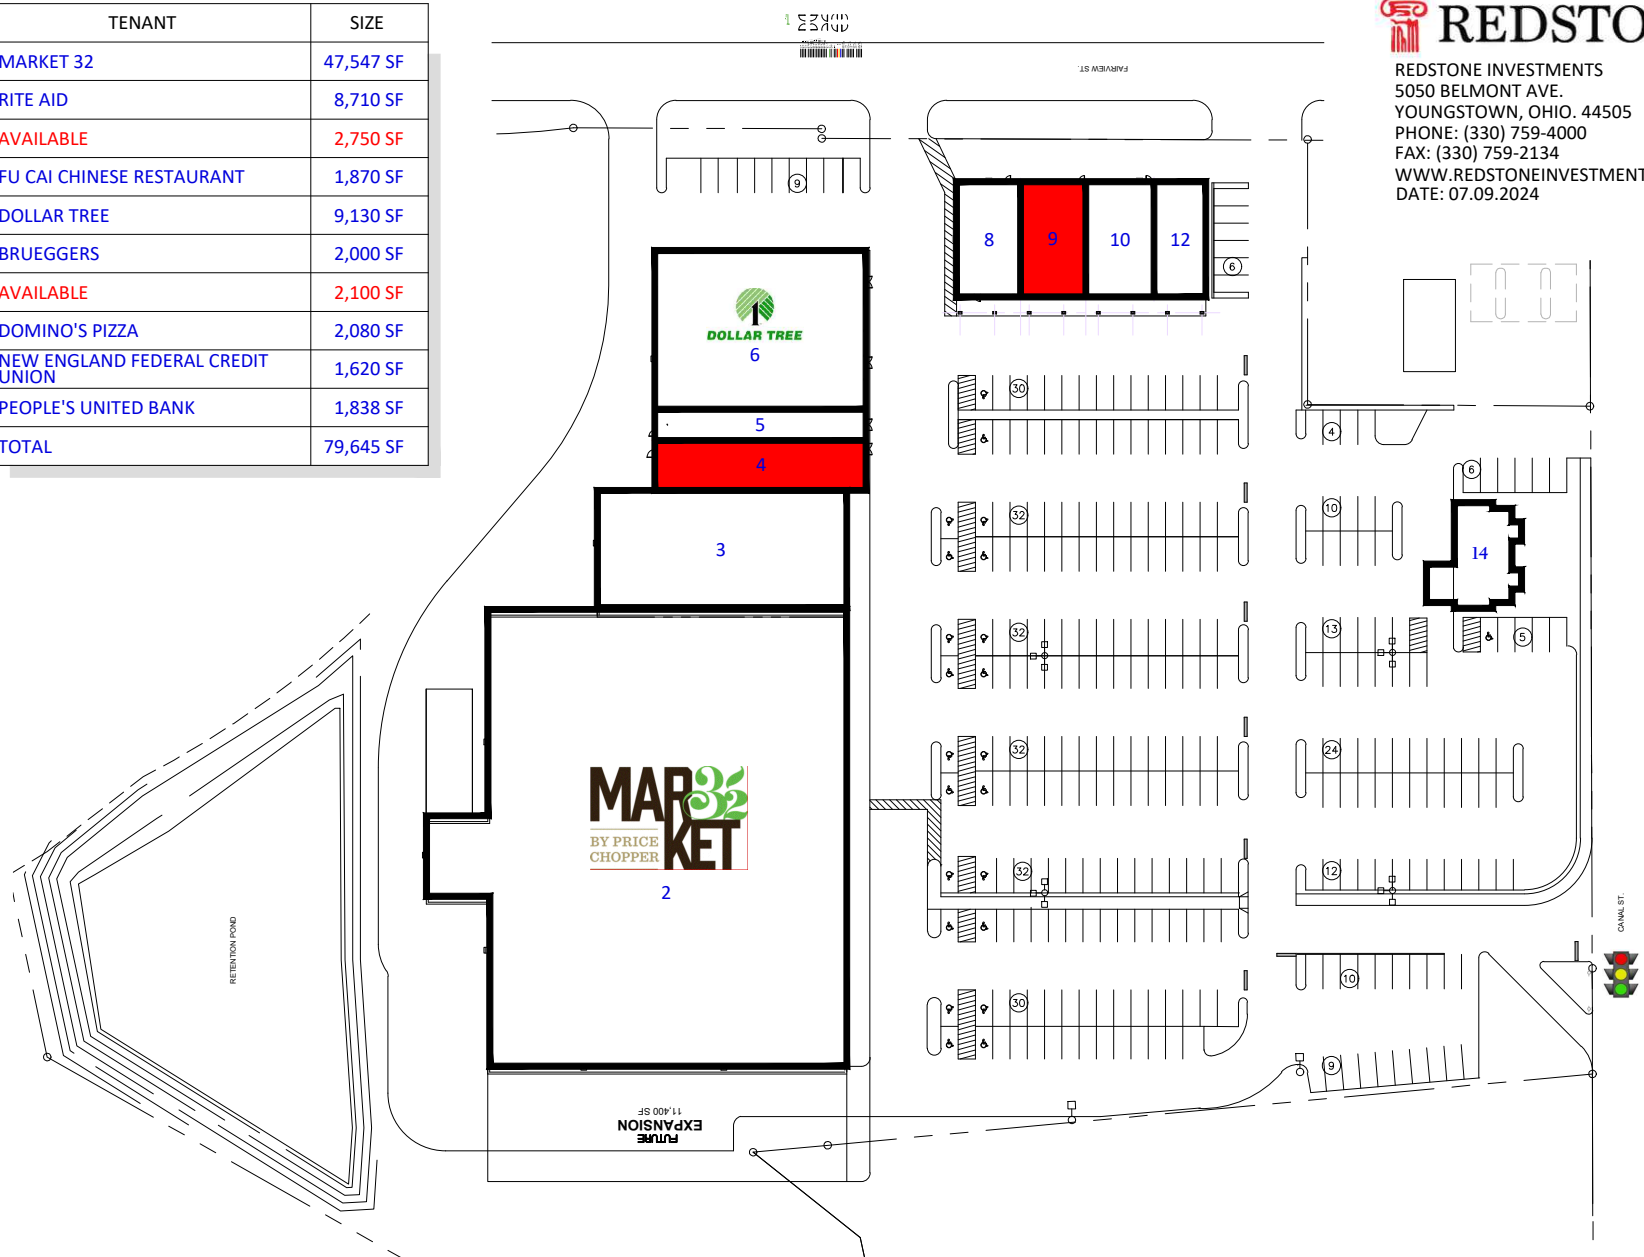 TENANT SIZE
MARKET 32 47,547 SF
RITE AID 8,710 SF
AVAILABLE 2,750 SF
FU CAI CHINESE RESTAURANT 1,870 SF
DOLLAR TREE 9,130 SF
BRUEGGERS 2,000 SF
AVAILABLE 2,100 SF
DOMINO'S PIZZA 2,080 SF
NEW ENGLAND FEDERAL CREDIT
UNION 1,620 SF
PEOPLE'S UNITED BANK 1,838 SF
TOTAL 79,645 SF
REDSTO
REDSTONE INVESTMENTS
5050 BELMONT AVE.
YOUNGSTOWN, OHIO. 44505
PHONE: (330) 759-4000
FAX: (330) 759-2134
WWW.REDSTONEINVESTMENT
DATE: 07.09.2024
FAIRVIEW ST.
9
8
9
10
12
6
1
DOLLAR TREE
6
5
4
3
30
4
6
32
10
14
32
13
5
32
24
MARKET
32
BY PRICE
CHOPPER
2
32
12
30
10
9
RETENTION POND
CANAL ST.
FUTURE
EXPANSION
11,400 SF